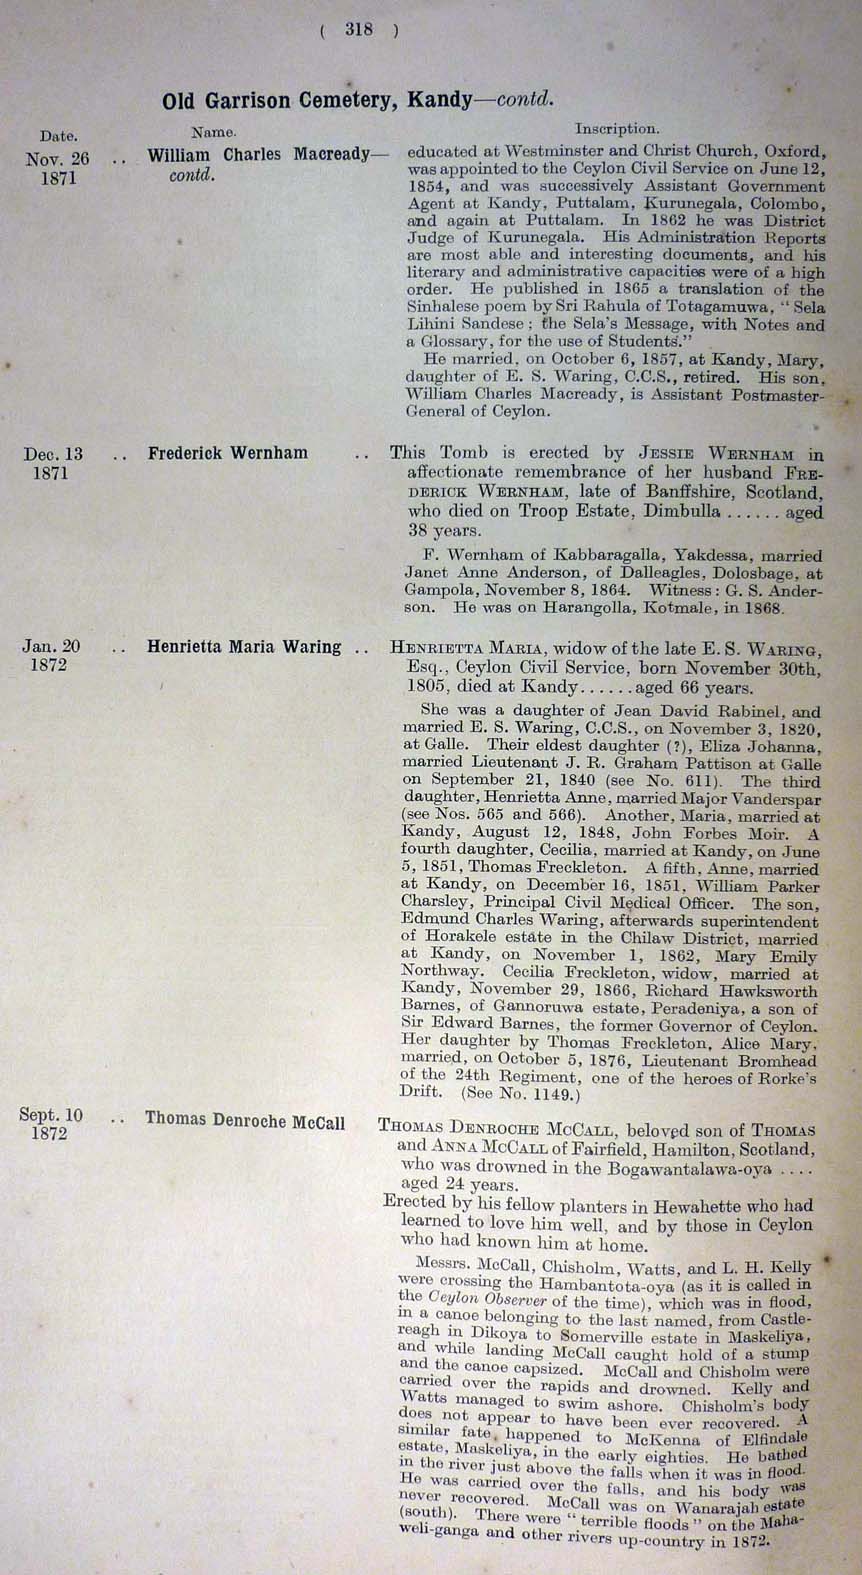 ( 318 )
Old Garrison Cemetery, Kandy—contd.
Date. Name. Inscription.
Nov. 26 .. William Charles Macready— educated at Westminster and Christ Church, Oxford,
1871 contd. was appointed to the Ceylon Civil Service on June 12,
1854, and was successively Assistant Government
Agent at Kandy, Puttalam, Kurunegala, Colombo,
and again at Puttalam. In 1862 he was District
Judge of Kurunegala. His Administration Reports
are most able and interesting documents, and his
literary and administrative capacities were of a high
order. He published in 1865 a translation of the
Sinhalese poem by Sri Rahula of Totagamuwa, “ Sela
Lihini Sandese ; the Sela's Message, with Notes and
a Glossary, for the use of Students.”
He married, on October 6, 1857, at Kandy, Mary,
daughter of E. S. Waring, C.C.S., retired. His son,
William Charles Macready, is Assistant Postmaster-
General of Ceylon.
Dec. 13 .. Frederick Wernham .. This Tomb is erected by JESSIE WERNHAM in
1871 affectionate remembrance of her husband FRE-
DERICK WERNHAM, late of Banffshire, Scotland,
who died on Troop Estate, Dimbulla ...... aged
38 years.
F. Wernham of Kabbaragalla, Yakdessa, married
Janet Anne Anderson, of Dalleagles, Dolosbage, at
Gampola, November 8, 1864. Witness : G. S. Ander-
son. He was on Harangolla, Kotmale, in 1868.
Jan. 20 .. Henrietta Maria Waring .. HENRIETTA MARIA, widow of the late E. S. WARING,
1872 Esq., Ceylon Civil Service, born November 30th,
1805, died at Kandy......aged 66 years.
She was a daughter of Jean David Rabinel, and
married E. S. Waring, C.C.S., on November 3, 1820,
at Galle. Their eldest daughter (?), Eliza Johanna,
married Lieutenant J. R. Graham Pattison at Galle
on September 21, 1840 (see No. 611). The third
daughter, Henrietta Anne, married Major Vanderspar
(see Nos. 565 and 566). Another, Maria, married at
Kandy, August 12, 1848, John Forbes Moir. A
fourth daughter, Cecilia, married at Kandy, on June
5, 1851, Thomas Freckleton. A fifth, Anne, married
at Kandy, on December 16, 1851, William Parker
Charsley, Principal Civil Medical Officer. The son,
Edmund Charles Waring, afterwards superintendent
of Horakele estate in the Chilaw District, married
at Kandy, on November 1, 1862, Mary Emily
Northway. Cecilia Freckleton, widow, married at
Kandy, November 29, 1866, Richard Hawksworth
Barnes, of Gannoruwa estate, Peradeniya, a son of
Sir Edward Barnes, the former Governor of Ceylon.
Her daughter by Thomas Freckleton, Alice Mary,
married, on October 5, 1876, Lieutenant Bromhead
of the 24th Regiment, one of the heroes of Rorke's
Drift. (See No. 1149.)
Sept. 10 .. Thomas Denroche McCall THOMAS DENROCHE MCCALL, beloved son of THOMAS
1872 and ANNA MCCALL of Fairfield, Hamilton, Scotland,
who was drowned in the Bogawantalawa-oya ....
aged 24 years.
Erected by his fellow planters in Hewahette who had
learned to love him well, and by those in Ceylon
who had known him at home.
Messrs. McCall, Chisholm, Watts, and L. H. Kelly
were crossing the Hambantota-oya (as it is called in
the Ceylon Observer of the time), which was in flood,
in a canoe belonging to the last named, from Castle-
reagh in Dikoya to Somerville estate in Maskeliya,
and while landing McCall caught hold of a stump
and the canoe capsized. McCall and Chisholm were
carried over the rapids and drowned. Kelly and
Watts managed to swim ashore. Chisholm's body
does not appear to have been ever recovered. A
similar fate happened to McKenna of Elfindale
estate, Maskeliya, in the early eighties. He bathed
in the river just above the falls when it was in flood.
He was carried over the falls, and his body was
never recovered. McCall was on Wanarajah estate
(south). There were “ terrible floods ” on the Maha-
weli-ganga and other rivers up-country in 1872.